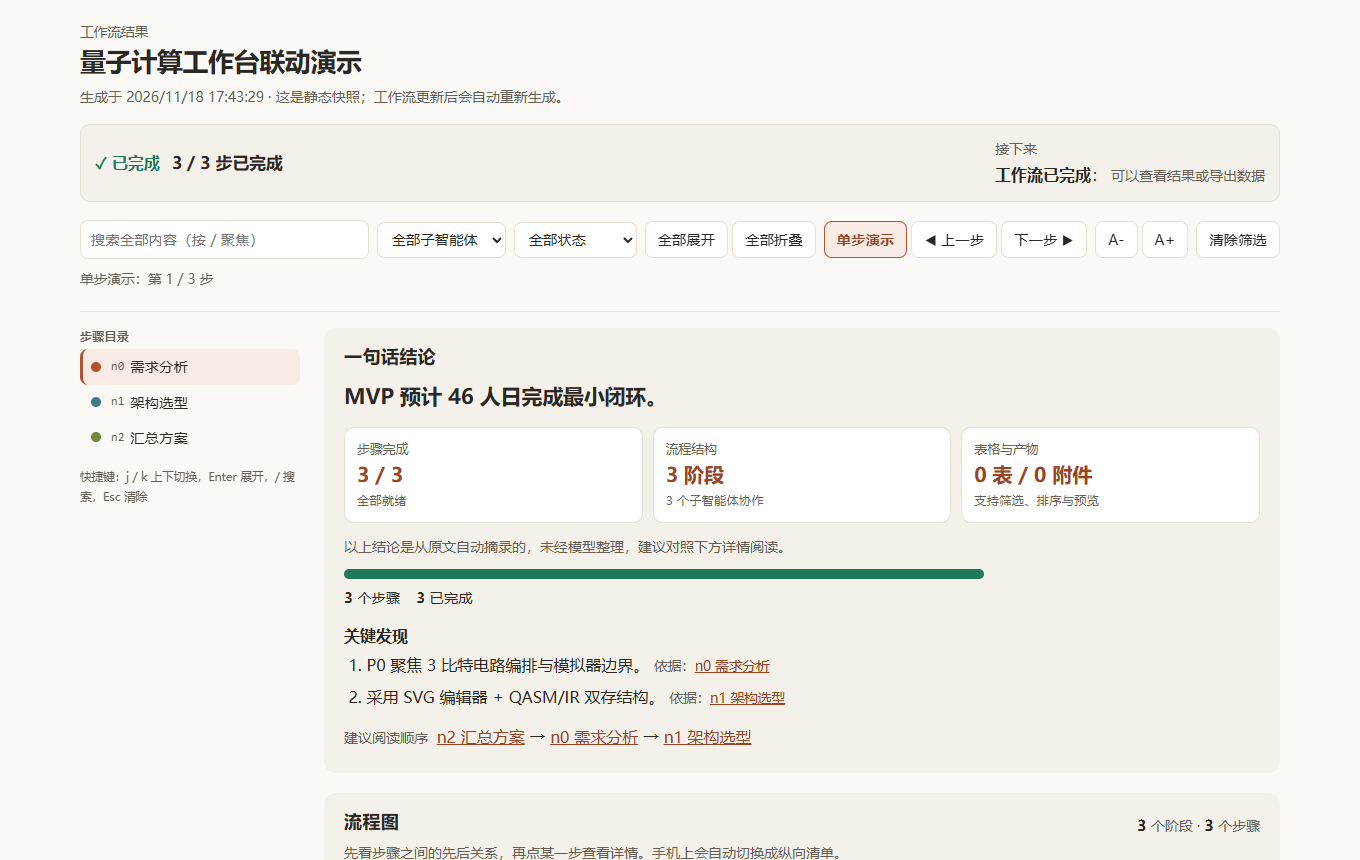 工作流结果
量子计算工作台联动演示
生成于 2026/11/18 17:43:29 · 这是静态快照；工作流更新后会自动重新生成。
✓ 已完成 3 / 3 步已完成
接下来
工作流已完成： 可以查看结果或导出数据
搜索全部内容（按 / 聚焦） 全部子智能体 全部状态 全部展开 全部折叠 单步演示 ◀ 上一步 下一步 ▶ A- A+ 清除筛选
单步演示：第 1 / 3 步
步骤目录
n0 需求分析
n1 架构选型
n2 汇总方案
快捷键：j / k 上下切换，Enter 展开，/ 搜
索，Esc 清除
一句话结论
MVP 预计 46 人日完成最小闭环。
步骤完成
3 / 3
全部就绪
流程结构
3 阶段
3 个子智能体协作
表格与产物
0 表 / 0 附件
支持筛选、排序与预览
以上结论是从原文自动摘录的，未经模型整理，建议对照下方详情阅读。
3 个步骤 3 已完成
关键发现
1. P0 聚焦 3 比特电路编排与模拟器边界。 依据：n0 需求分析
2. 采用 SVG 编辑器 + QASM/IR 双存结构。 依据：n1 架构选型
建议阅读顺序 n2 汇总方案 → n0 需求分析 → n1 架构选型
流程图
3 个阶段 · 3 个步骤
先看步骤之间的先后关系，再点某一步查看详情。手机上会自动切换成纵向清单。